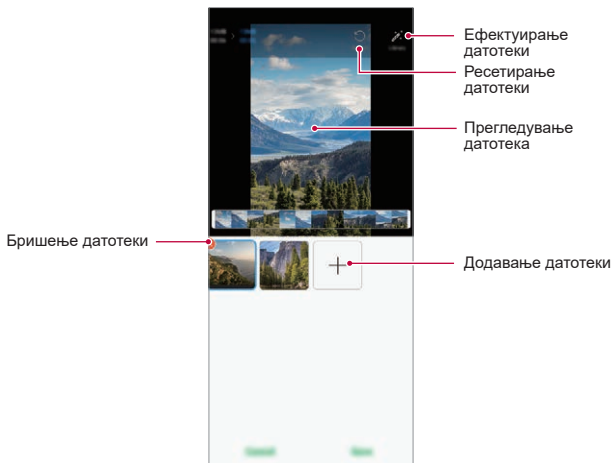 Ефектуирање
датотеки
Ресетирање
датотеки
Прегледување
датотека
Бришење датотеки
Додавање датотеки